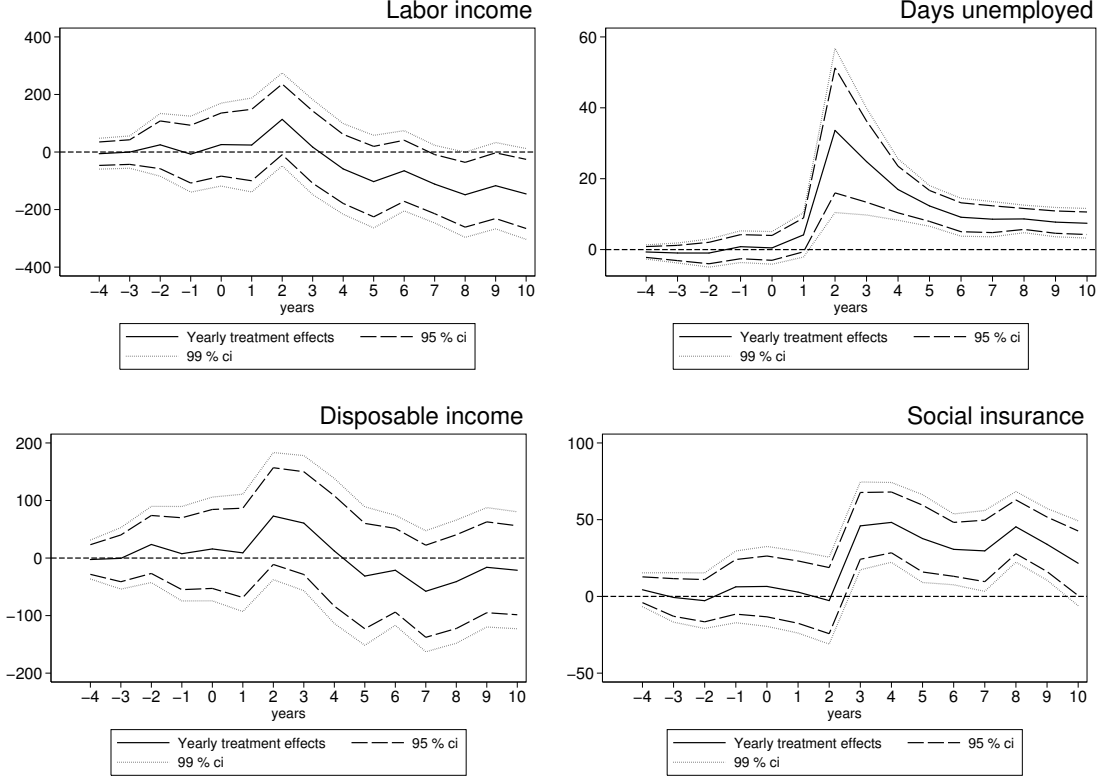 Labor income
400
200
0
−200
−400
−4 −3 −2 −1 0 1 2 3 4 5 6 7 8 9 10
years
Yearly treatment effects
95 % ci
99 % ci
Days unemployed
60
40
20
0
−4 −3 −2 −1 0 1 2 3 4 5 6 7 8 9 10
years
Yearly treatment effects
95 % ci
99 % ci
Disposable income
200
100
0
−100
−200
−4 −3 −2 −1 0 1 2 3 4 5 6 7 8 9 10
years
Yearly treatment effects
95 % ci
99 % ci
Social insurance
100
50
0
−50
−4 −3 −2 −1 0 1 2 3 4 5 6 7 8 9 10
years
Yearly treatment effects
95 % ci
99 % ci